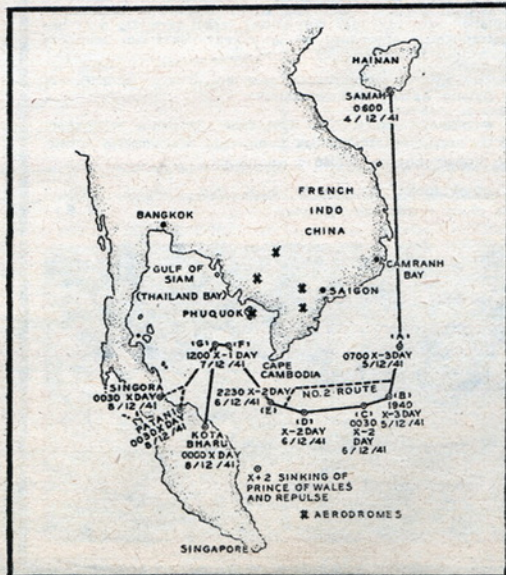 HAINAN
SAMAH
0600
4/12/41
FRENCH
INDO
CHINA
BANGKOK
CAMRANH
BAY
GULF OF
SIAM
(THAILAND BAY)
SAIGON
PHUQUOK
(A)
0700 X-3DAY
5/12/41
(G) (F)
1200 X-1 DAY
7/12/41
CAPE
CAMBODIA
NO.2 ROUTE
SINGORA
0030 X DAY
8/12/41
2230 X-2DAY
6/12/41
(E)
(B)
1940
X-3DAY
5/12/41
(C)
0030
X-2
DAY
6/12/41
(D)
X-2 DAY
6/12/41
PATANI
0030 X DAY
8/12/41
KOTA
BHARU
0000 X DAY
8/12/41
X+2 SINKING OF
PRINCE OF WALES
AND REPULSE
AERODROMES
SINGAPORE